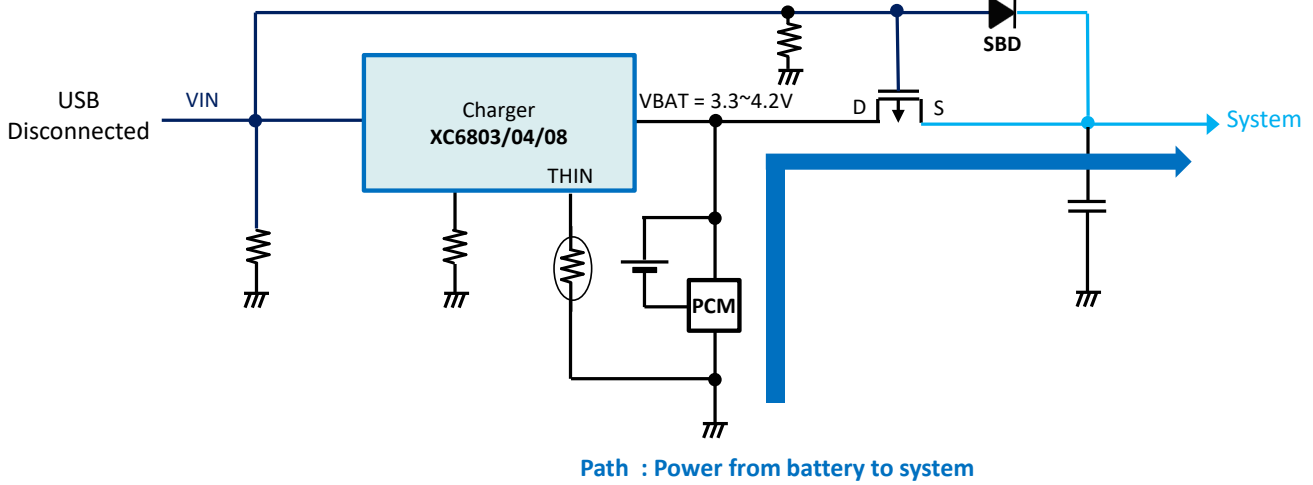 SBD
USB
Disconnected
VIN
Charger
XC6803/04/08
THIN
VBAT = 3.3~4.2V
D
S
System
PCM
Path : Power from battery to system